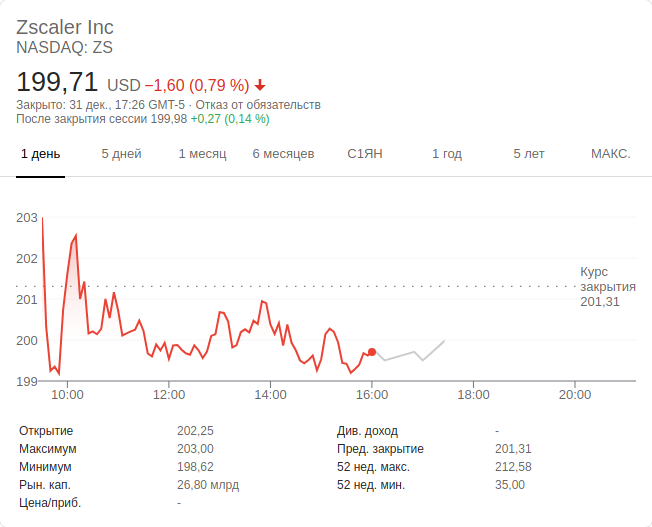 Zscaler Inc
NASDAQ: ZS
199,71 USD −1,60 (0,79 %)
Закрыто: 31 дек., 17:26 GMT-5 · Отказ от обязательств
После закрытия сессии 199,98 +0,27 (0,14 %)
1 день 5 дней 1 месяц 6 месяцев С1ЯН 1 год 5 лет МАКС.
203
202
201
200
199
Курс
закрытия
201,31
10:00 12:00 14:00 16:00 18:00 20:00
Открытие 202,25 Див. доход -
Максимум 203,00 Пред. закрытие 201,31
Минимум 198,62 52 нед. макс. 212,58
Рын. кап. 26,80 млрд 52 нед. мин. 35,00
Цена/приб. -